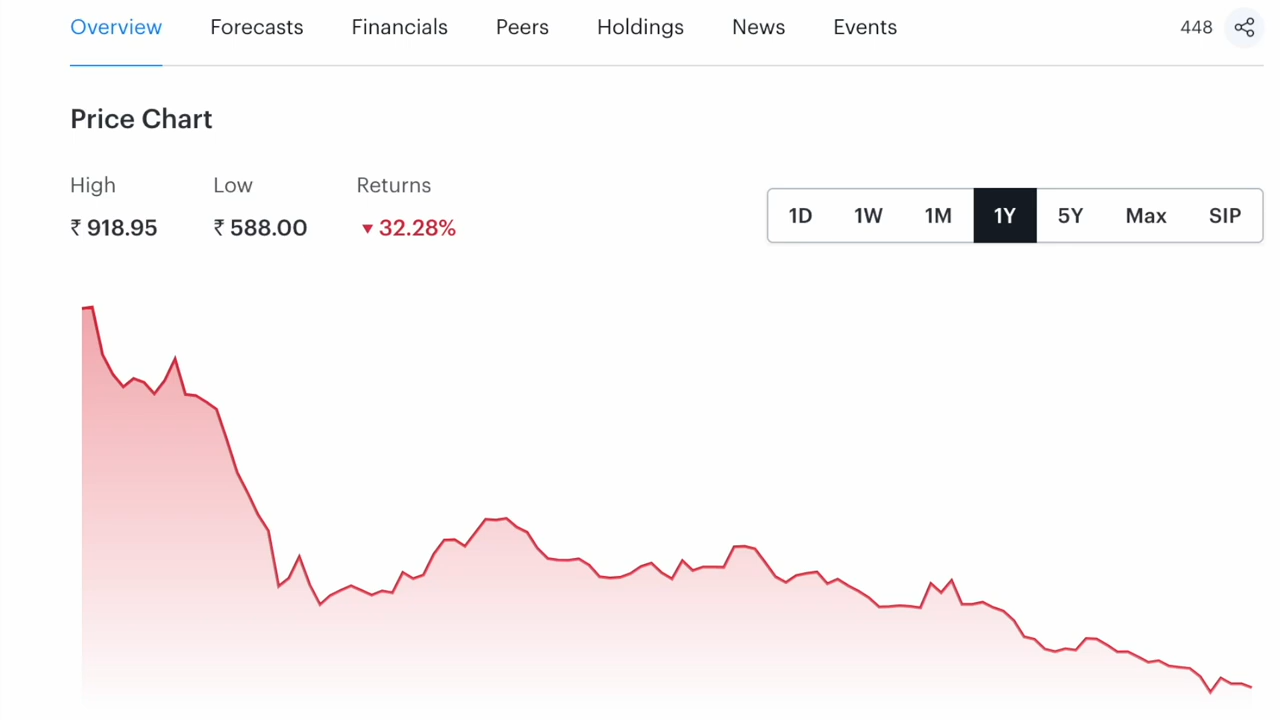 Overview Forecasts Financials Peers Holdings News Events 448
Price Chart
High Low Returns
₹ 918.95 ₹ 588.00 ▼ 32.28%
1D 1W 1M 1Y 5Y Max SIP